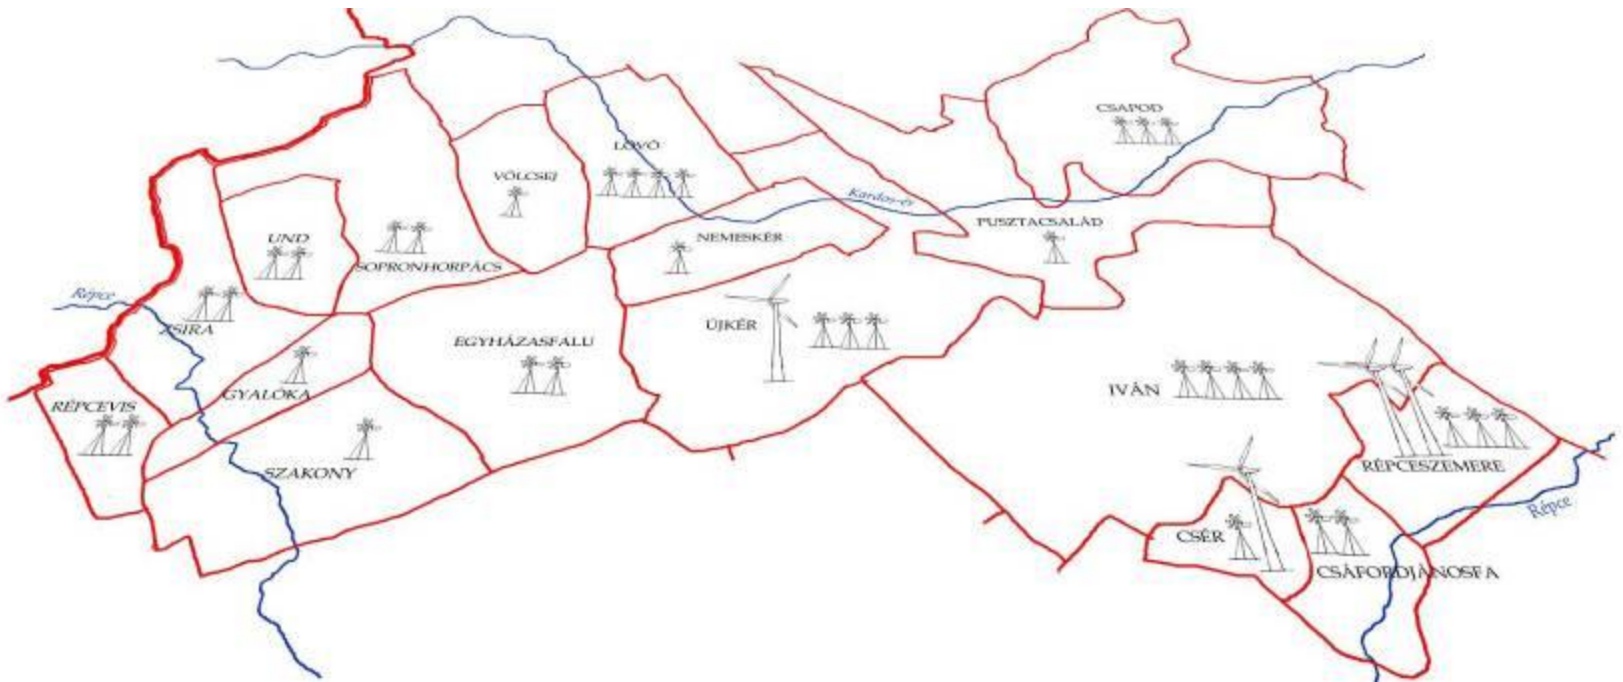 CSAPOD
LÖVŐ
VÖLCSEJ
Kardos-ér
PUSZTACSALÁD
UND
NEMESKÉR
SOPRONHORPÁCS
Répce
ZSIRA
ÚJKÉR
EGYHÁZASFALU
GYALÓKA
IVÁN
RÉPCEVIS
SZAKONY
RÉPCESZEMERE
Répce
CSÉR
CSÁFORDJÁNOSFA